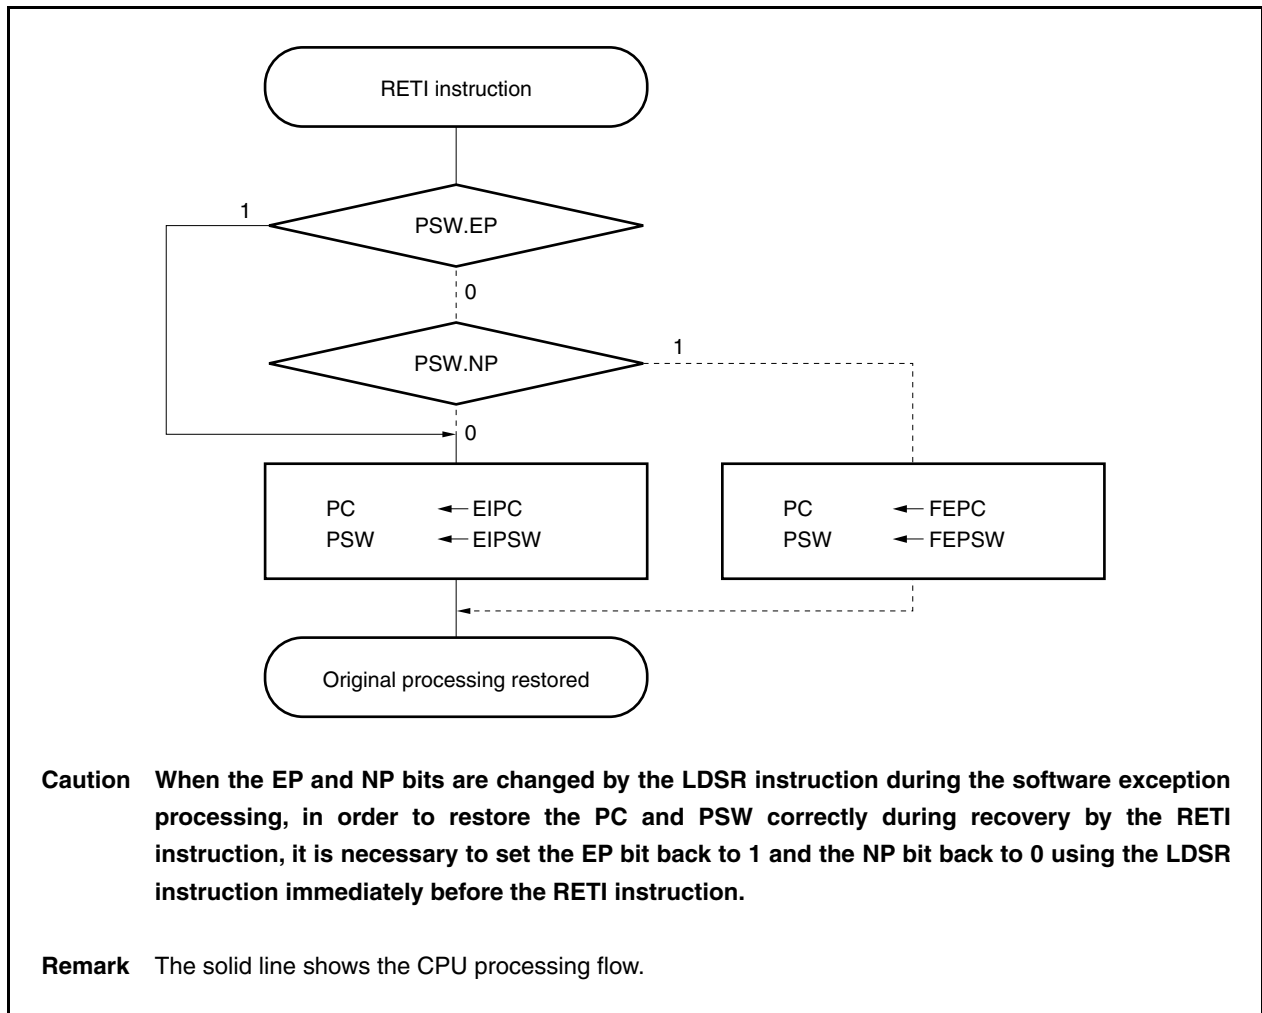 RETI instruction
1
PSW.EP
0
1
PSW.NP
0
PC ← EIPC
PSW ← EIPSW
PC ← FEPC
PSW ← FEPSW
Original processing restored
Caution When the EP and NP bits are changed by the LDSR instruction during the software exception
processing, in order to restore the PC and PSW correctly during recovery by the RETI
instruction, it is necessary to set the EP bit back to 1 and the NP bit back to 0 using the LDSR
instruction immediately before the RETI instruction.
Remark The solid line shows the CPU processing flow.